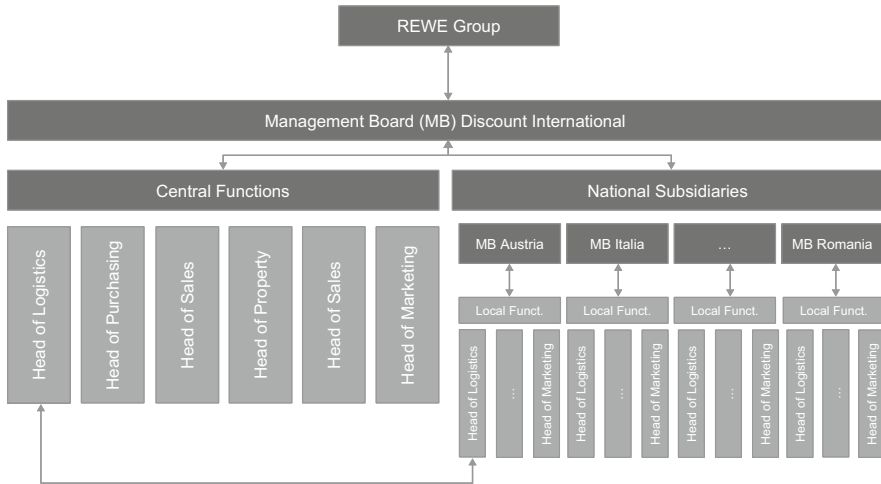 REWE Group
Management Board (MB) Discount International
Central Functions
National Subsidiaries
Head of Logistics
Head of Purchasing
Head of Sales
Head of Property
Head of Sales
Head of Marketing
MB Austria
MB Italia
...
MB Romania
Local Funct.
Local Funct.
Local Funct.
Local Funct.
Head of Logistics
...
Head of Marketing
Head of Logistics
...
Head of Marketing
Head of Logistics
...
Head of Marketing
Head of Logistics
...
Head of Marketing